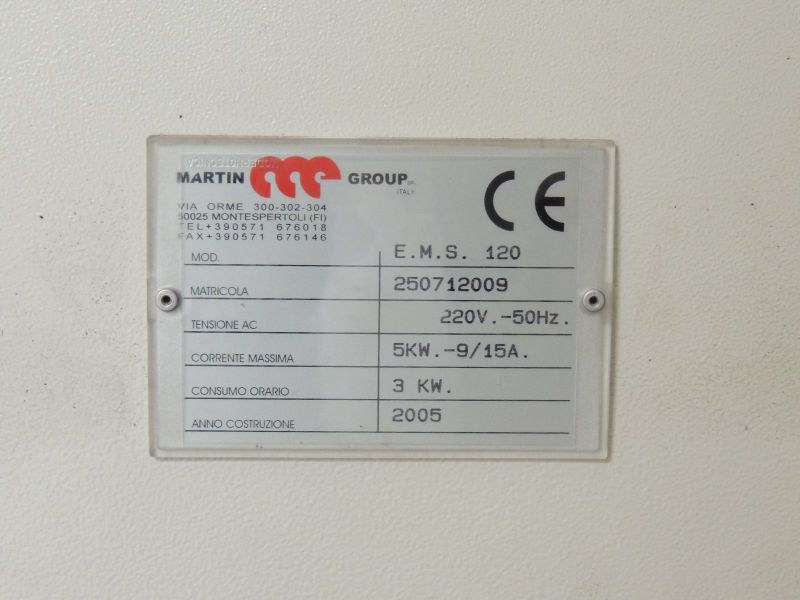 MARTIN GROUP SRL
ITALY
VIA ORME 300-302-304
50025 MONTESPERTOLI (FI)
TEL+390571 676018
FAX+390571 676146
CE
MOD. E.M.S. 120
MATRICOLA 250712009
TENSIONE AC 220V.-50Hz.
CORRENTE MASSIMA 5KW.-9/15A.
CONSUMO ORARIO 3 KW.
ANNO COSTRUZIONE 2005